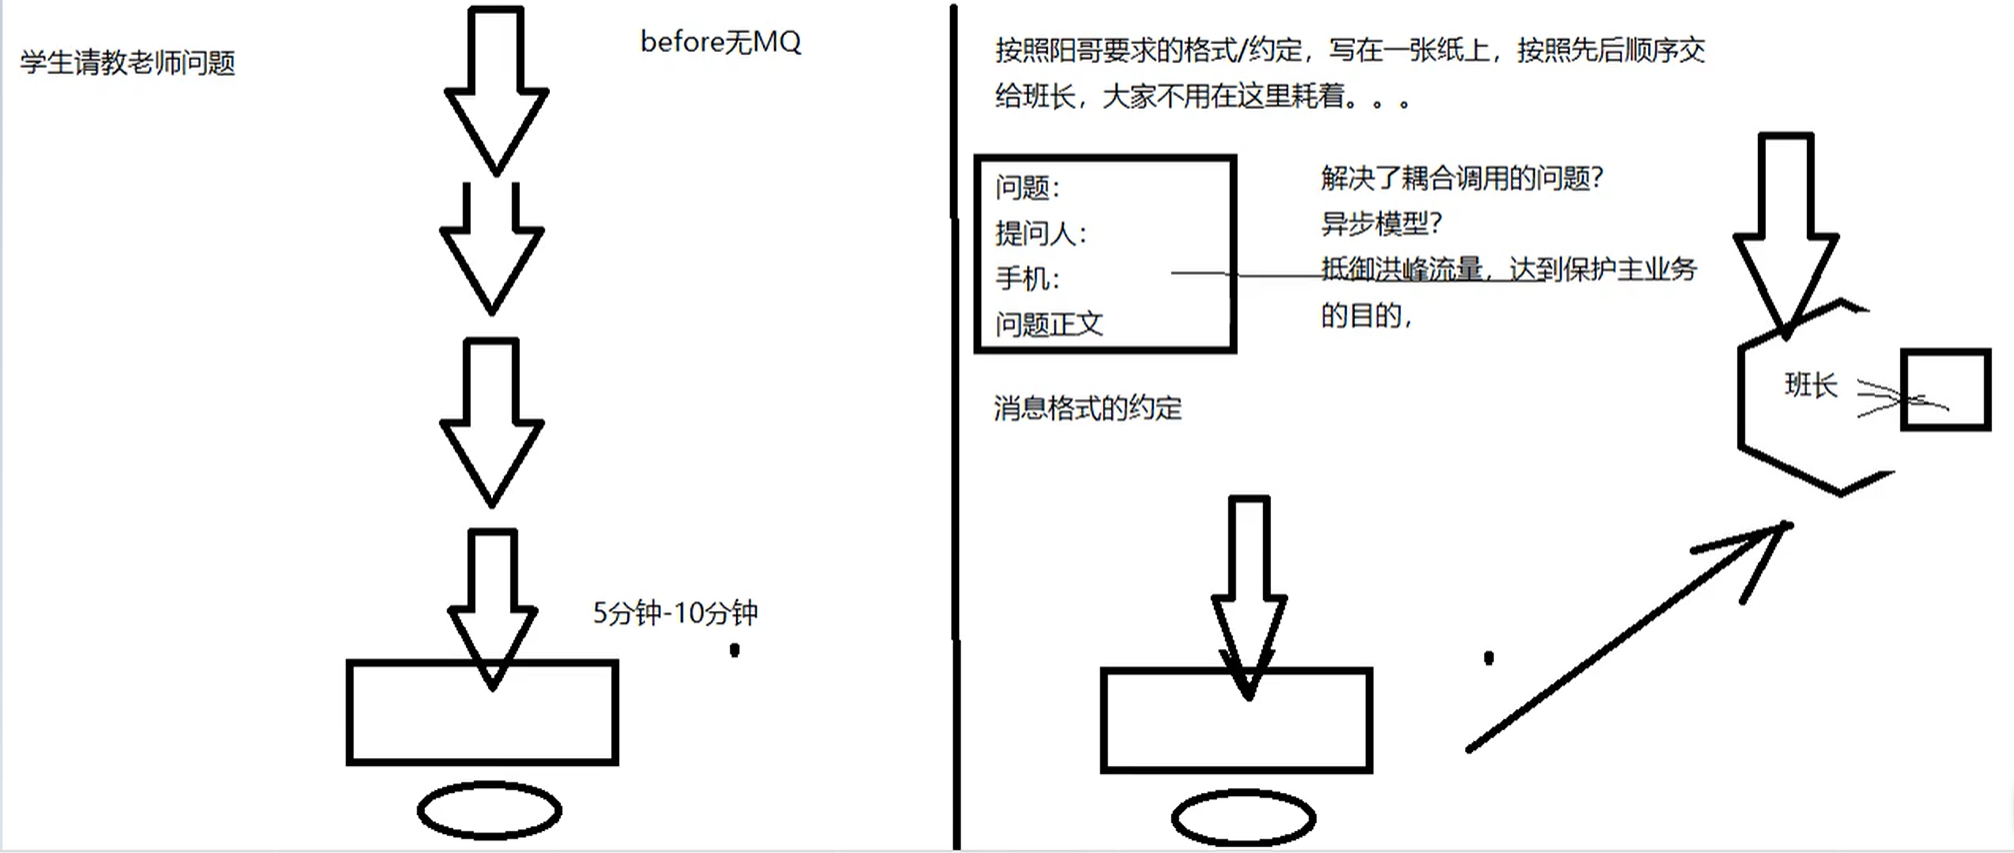 学生请教老师问题
before无MQ
5分钟-10分钟
按照阳哥要求的格式/约定，写在一张纸上，按照先后顺序交
给班长，大家不用在这里耗着。。。
问题：
提问人：
手机：
问题正文
解决了耦合调用的问题？
异步模型？
抵御洪峰流量，达到保护主业务
的目的，
消息格式的约定
班长